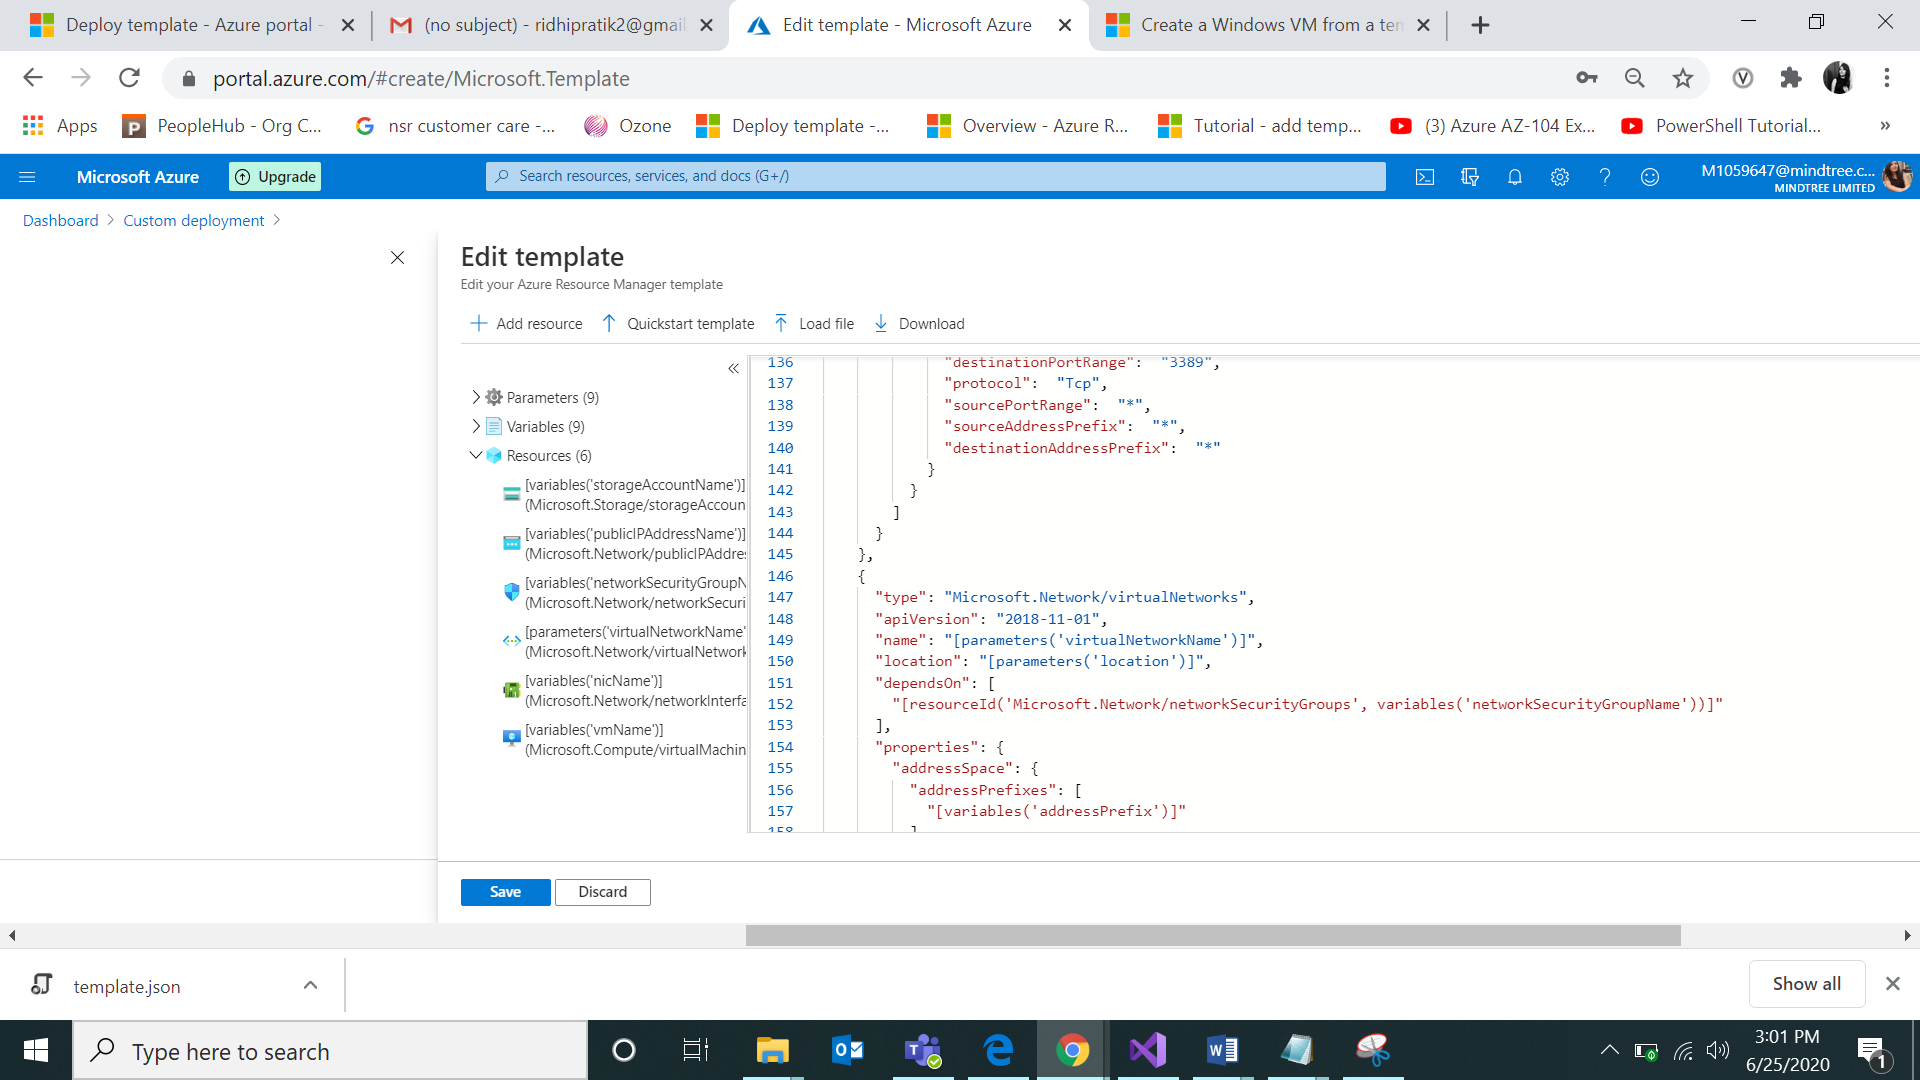 Deploy template - Azure portal -
(no subject) - ridhipratik2@gmail
Edit template - Microsoft Azure
Create a Windows VM from a tem
portal.azure.com/#create/Microsoft.Template
Apps
PeopleHub - Org C...
nsr customer care -...
Ozone
Deploy template -...
Overview - Azure R...
Tutorial - add temp...
(3) Azure AZ-104 Ex...
PowerShell Tutorial...
»
Microsoft Azure
Upgrade
Search resources, services, and docs (G+/)
M1059647@mindtree.c...
MINDTREE LIMITED
Dashboard > Custom deployment >
Edit template
Edit your Azure Resource Manager template
Add resource
Quickstart template
Load file
Download
«
Parameters (9)
Variables (9)
Resources (6)
[variables('storageAccountName')]
(Microsoft.Storage/storageAccoun
[variables('publicIPAddressName')]
(Microsoft.Network/publicIPAddres
[variables('networkSecurityGroupN
(Microsoft.Network/networkSecuri
[parameters('virtualNetworkName'
(Microsoft.Network/virtualNetwork
[variables('nicName')]
(Microsoft.Network/networkInterfa
[variables('vmName')]
(Microsoft.Compute/virtualMachin
136 "destinationPortRange": "3389",
137 "protocol": "Tcp",
138 "sourcePortRange": "*",
139 "sourceAddressPrefix": "*",
140 "destinationAddressPrefix": "*"
141 }
142 }
143 ]
144 }
145 },
146 {
147 "type": "Microsoft.Network/virtualNetworks",
148 "apiVersion": "2018-11-01",
149 "name": "[parameters('virtualNetworkName')]",
150 "location": "[parameters('location')]",
151 "dependsOn": [
152 "[resourceId('Microsoft.Network/networkSecurityGroups', variables('networkSecurityGroupName'))]"
153 ],
154 "properties": {
155 "addressSpace": {
156 "addressPrefixes": [
157 "[variables('addressPrefix')]"
158 ]
Save
Discard
template.json
Show all
Type here to search
3:01 PM
6/25/2020
1